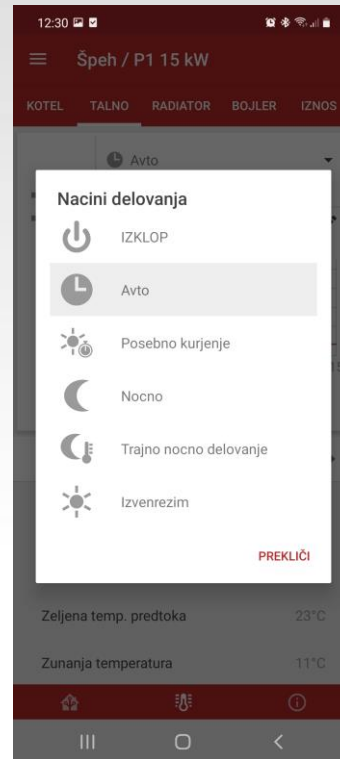 12:30
Špeh / P1 15 kW
KOTEL TALNO RADIATOR BOJLER IZNOS
Avto
Nacini delovanja
IZKLOP
Avto
Posebno kurjenje
Nocno
Trajno nocno delovanje
Izvenrezim
PREKLIČI
Zeljena temp. predtoka 23°C
Zunanja temperatura 11°C